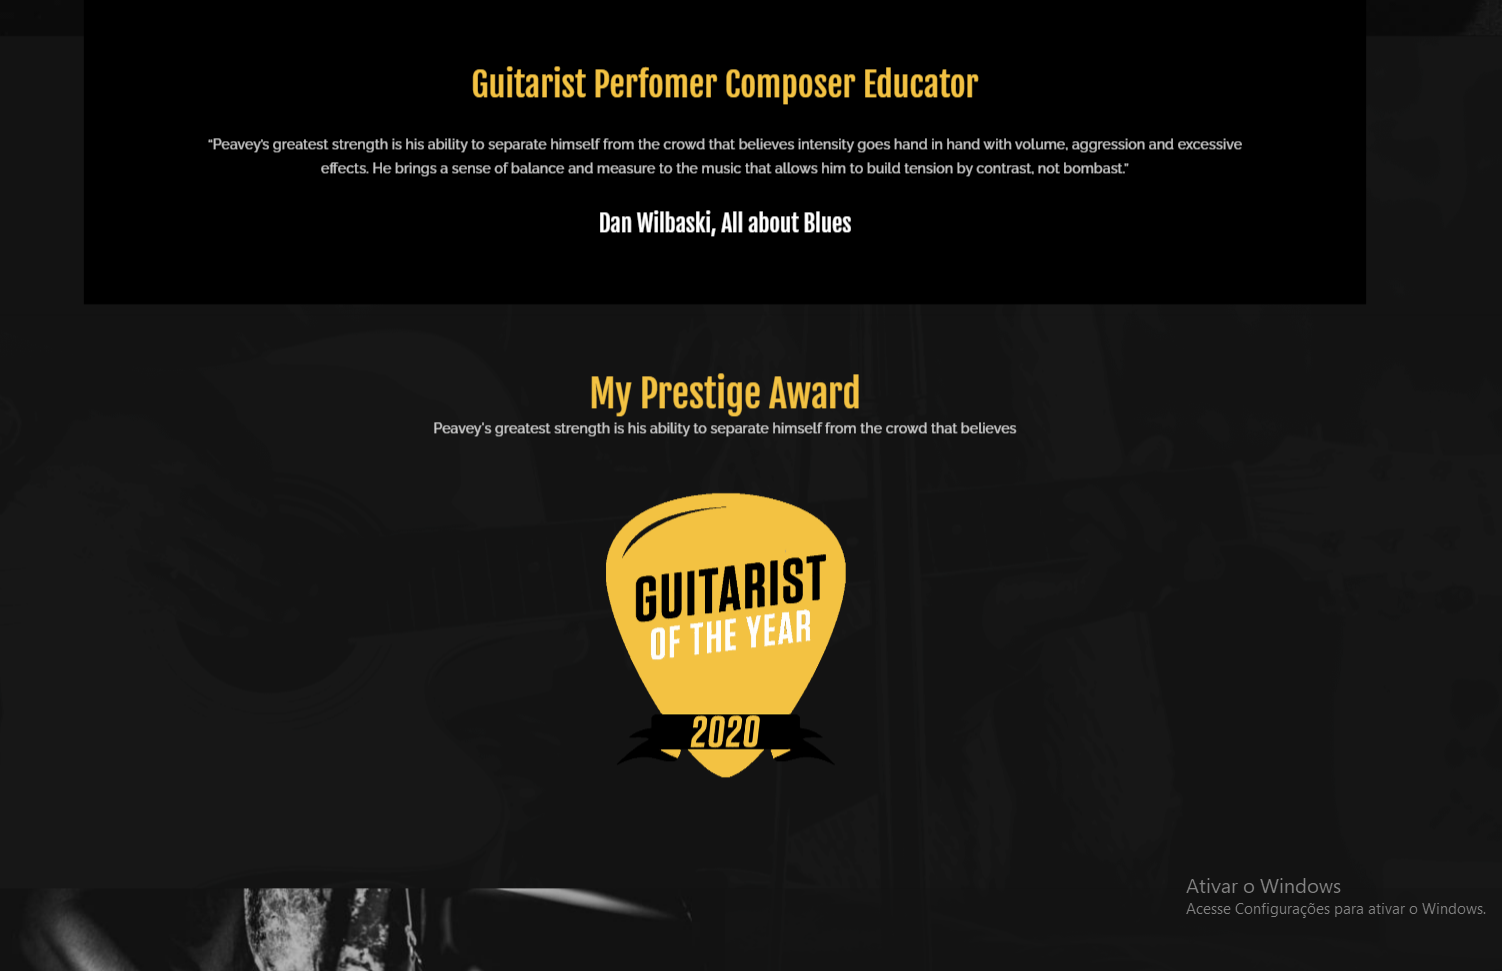 Guitarist Perfomer Composer Educator
"Peavey's greatest strength is his ability to separate himself from the crowd that believes intensity goes hand in hand with volume, aggression and excessive
effects. He brings a sense of balance and measure to the music that allows him to build tension by contrast, not bombast."
Dan Wilbaski, All about Blues
My Prestige Award
Peavey's greatest strength is his ability to separate himself from the crowd that believes
GUITARIST
OF THE YEAR
2020
Ativar o Windows
Acesse Configurações para ativar o Windows.